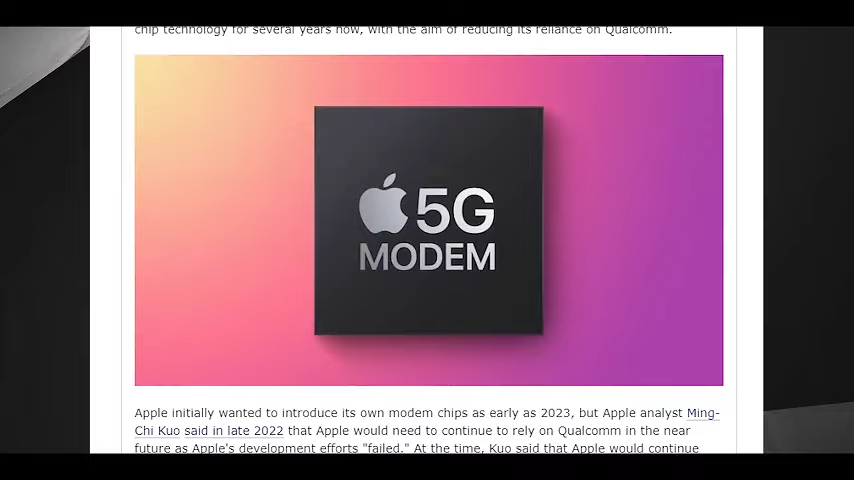 chip technology for several years now, with the aim of reducing its reliance on Qualcomm.
5G
MODEM
Apple initially wanted to introduce its own modem chips as early as 2023, but Apple analyst Ming-
Chi Kuo said in late 2022 that Apple would need to continue to rely on Qualcomm in the near
future as Apple's development efforts "failed." At the time, Kuo said that Apple would continue